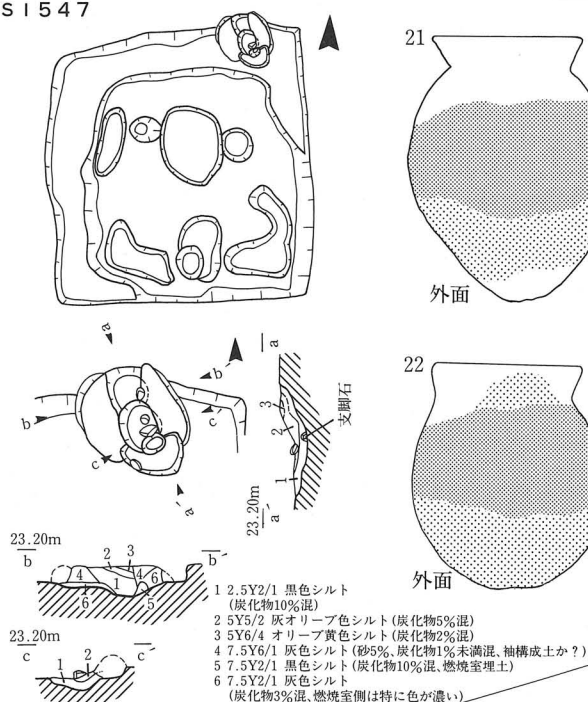 SI547
21
外面
22
外面
a
b´
b
c´
c
a´
a
3
2
1
支脚石
23.20m
a´
23.20m
b
2
3
4
1
4
6
6
5
b´
23.20m
c
1
2
c´
1 2.5Y2/1 黒色シルト
(炭化物10%混)
2 5Y5/2 灰オリーブ色シルト(炭化物5%混)
3 5Y6/4 オリーブ黄色シルト(炭化物2%混)
4 7.5Y6/1 灰色シルト(砂5%、炭化物1%未満混、袖構成土か?)
5 7.5Y2/1 黒色シルト(炭化物10%混、燃焼室埋土)
6 7.5Y2/1 灰色シルト
(炭化物3%混、燃焼室側は特に色が濃い)